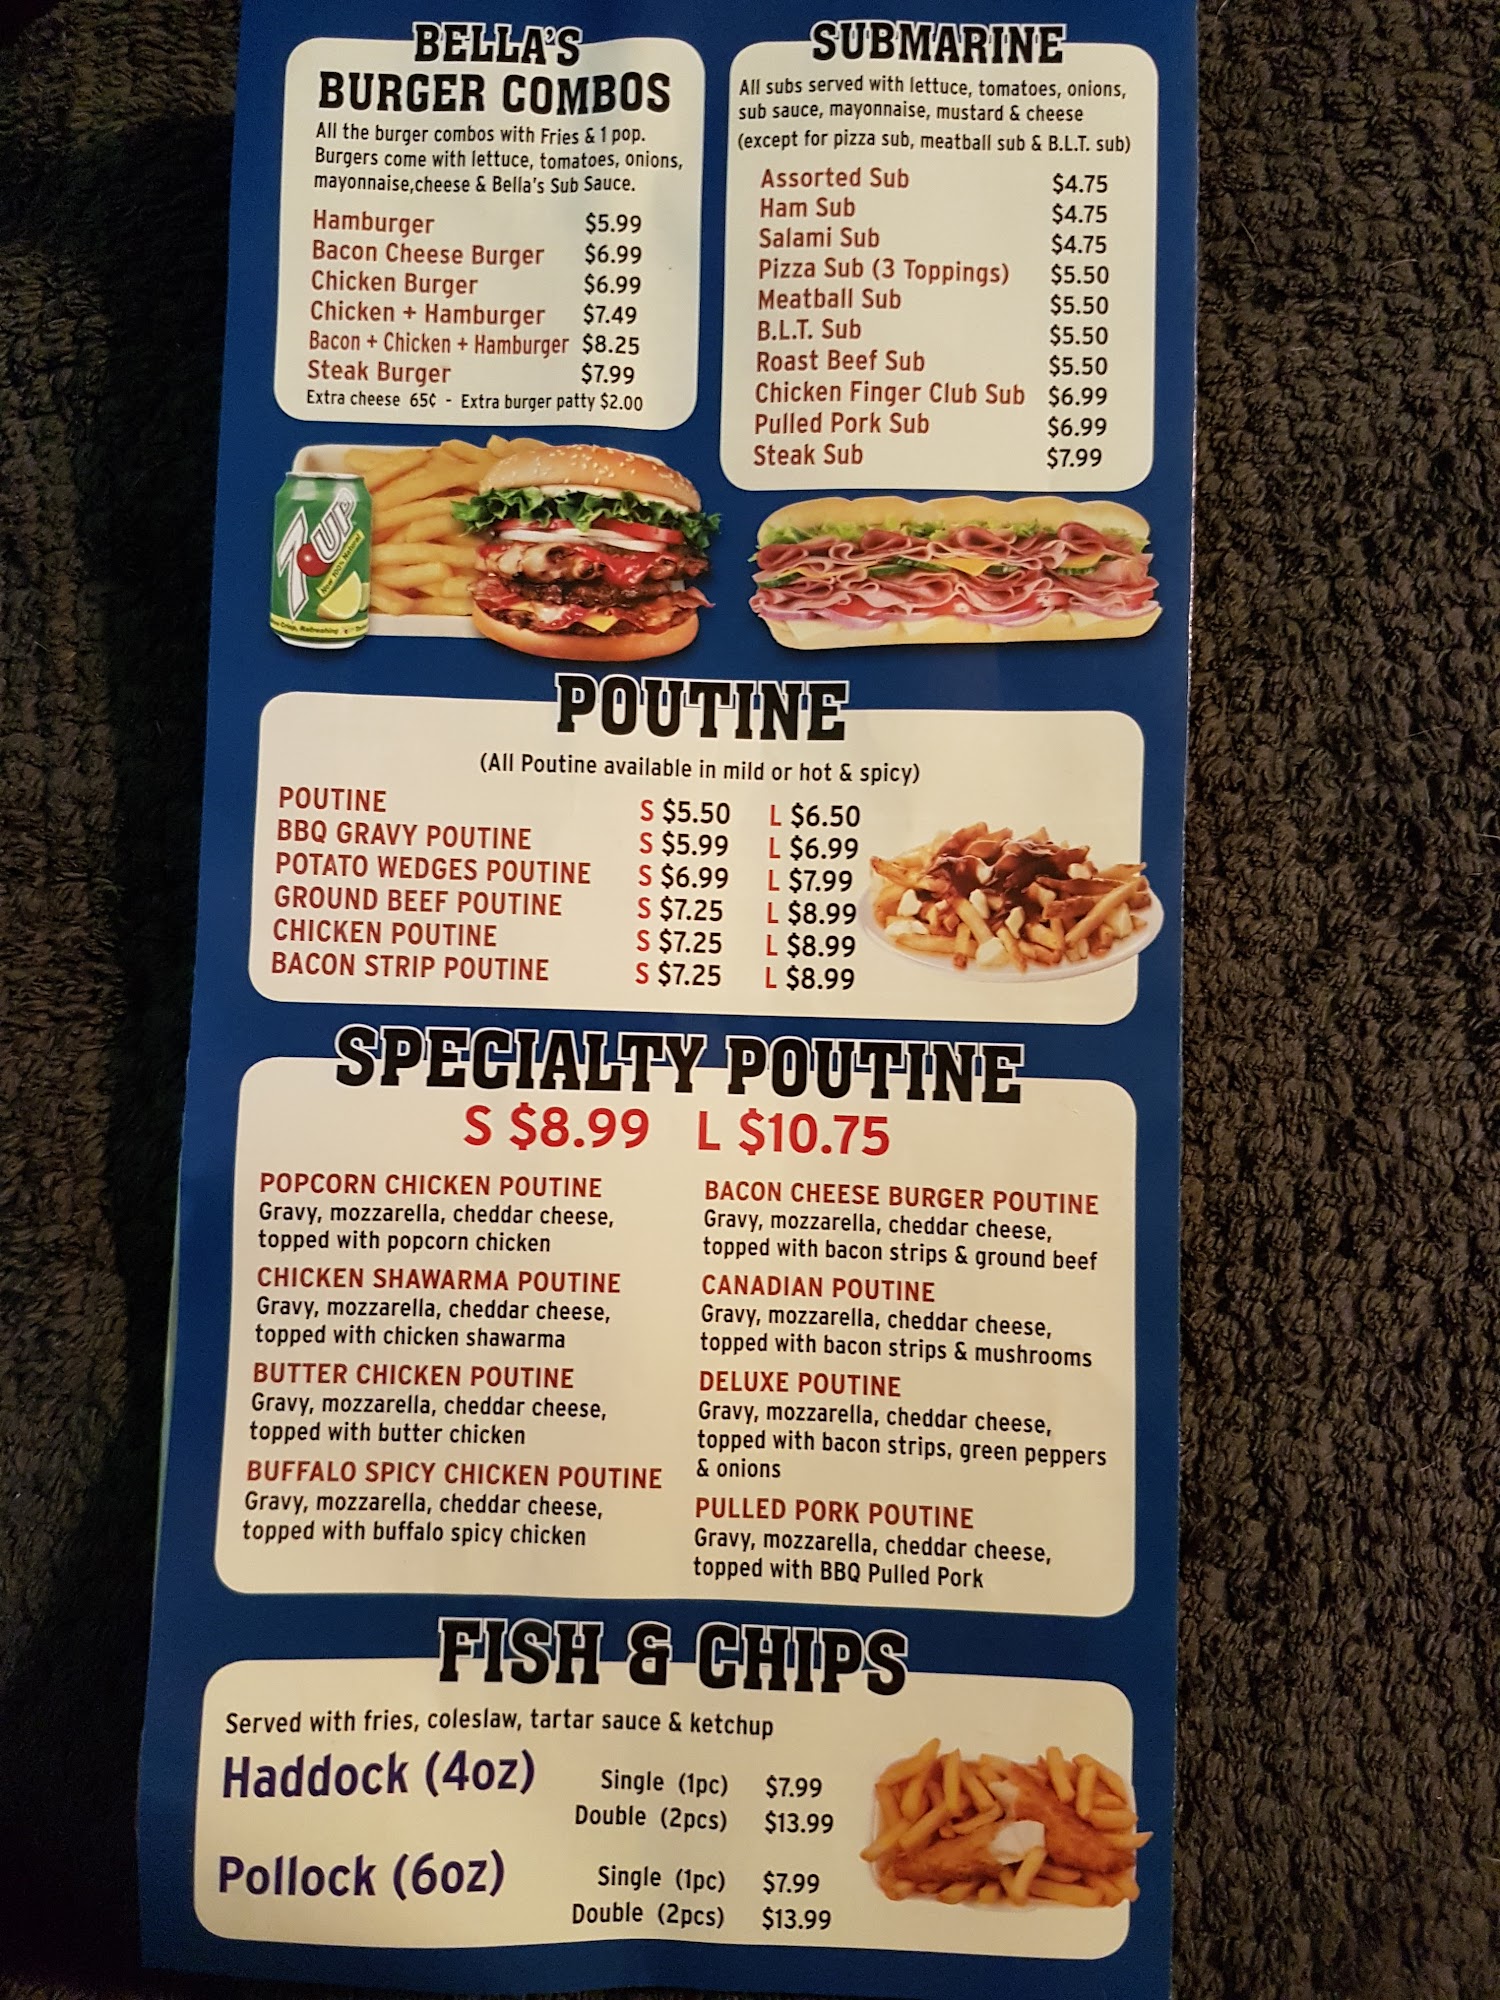 BELLA'S
BURGER COMBOS
All the burger combos with Fries & 1 pop.
Burgers come with lettuce, tomatoes, onions,
mayonnaise,cheese & Bella's Sub Sauce.
Hamburger $5.99
Bacon Cheese Burger $6.99
Chicken Burger $6.99
Chicken + Hamburger $7.49
Bacon + Chicken + Hamburger $8.25
Steak Burger $7.99
Extra cheese 65¢ - Extra burger patty $2.00
7UP
Now 100% Natural
SUBMARINE
All subs served with lettuce, tomatoes, onions,
sub sauce, mayonnaise, mustard & cheese
(except for pizza sub, meatball sub & B.L.T. sub)
Assorted Sub $4.75
Ham Sub $4.75
Salami Sub $4.75
Pizza Sub (3 Toppings) $5.50
Meatball Sub $5.50
B.L.T. Sub $5.50
Roast Beef Sub $5.50
Chicken Finger Club Sub $6.99
Pulled Pork Sub $6.99
Steak Sub $7.99
POUTINE
(All Poutine available in mild or hot & spicy)
POUTINE S $5.50 L $6.50
BBQ GRAVY POUTINE S $5.99 L $6.99
POTATO WEDGES POUTINE S $6.99 L $7.99
GROUND BEEF POUTINE S $7.25 L $8.99
CHICKEN POUTINE S $7.25 L $8.99
BACON STRIP POUTINE S $7.25 L $8.99
SPECIALTY POUTINE
S $8.99 L $10.75
POPCORN CHICKEN POUTINE
Gravy, mozzarella, cheddar cheese,
topped with popcorn chicken
CHICKEN SHAWARMA POUTINE
Gravy, mozzarella, cheddar cheese,
topped with chicken shawarma
BUTTER CHICKEN POUTINE
Gravy, mozzarella, cheddar cheese,
topped with butter chicken
BUFFALO SPICY CHICKEN POUTINE
Gravy, mozzarella, cheddar cheese,
topped with buffalo spicy chicken
BACON CHEESE BURGER POUTINE
Gravy, mozzarella, cheddar cheese,
topped with bacon strips & ground beef
CANADIAN POUTINE
Gravy, mozzarella, cheddar cheese,
topped with bacon strips & mushrooms
DELUXE POUTINE
Gravy, mozzarella, cheddar cheese,
topped with bacon strips, green peppers
& onions
PULLED PORK POUTINE
Gravy, mozzarella, cheddar cheese,
topped with BBQ Pulled Pork
FISH & CHIPS
Served with fries, coleslaw, tartar sauce & ketchup
Haddock (4oz) Single (1pc) $7.99
Double (2pcs) $13.99
Pollock (6oz) Single (1pc) $7.99
Double (2pcs) $13.99